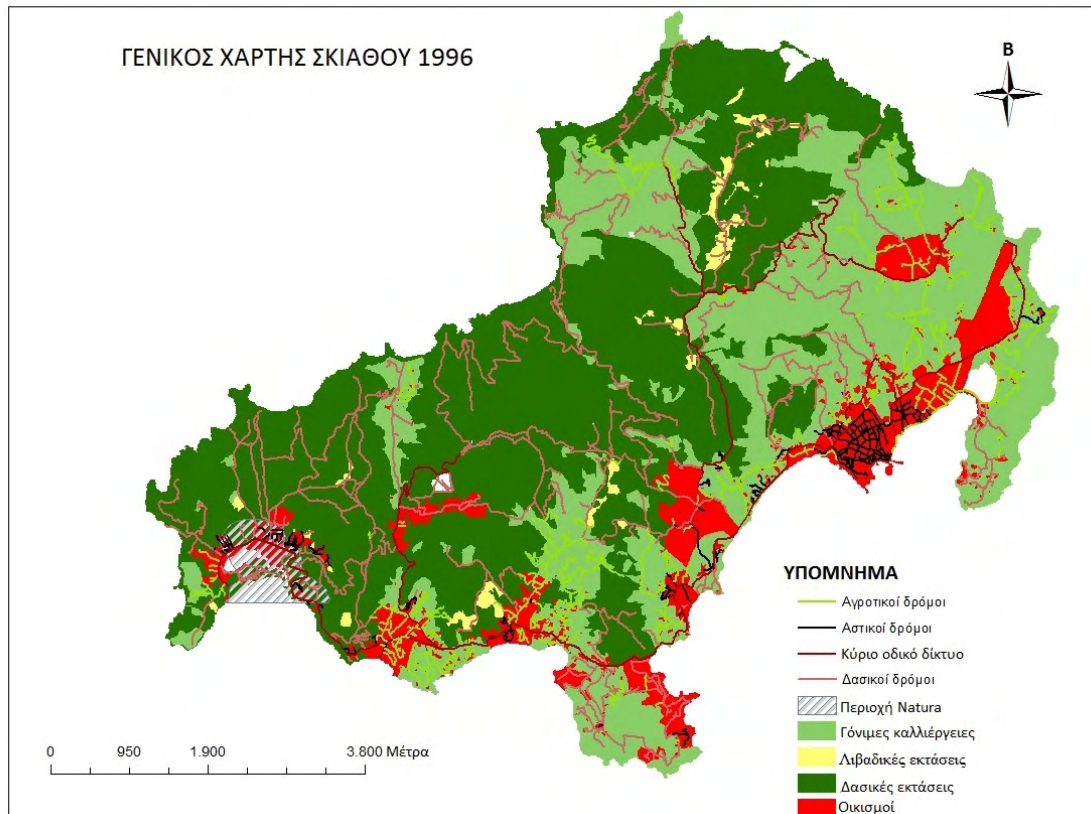 ΓΕΝΙΚΟΣ ΧΑΡΤΗΣ ΣΚΙΑΘΟΥ 1996
Β
ΥΠΟΜΝΗΜΑ
Αγροτικοί δρόμοι
Αστικοί δρόμοι
Κύριο οδικό δίκτυο
Δασικοί δρόμοι
Περιοχή Natura
Γόνιμες καλλιέργειες
Λιβαδικές εκτάσεις
Δασικές εκτάσεις
Οικισμοί
0 950 1.900 3.800 Μέτρα